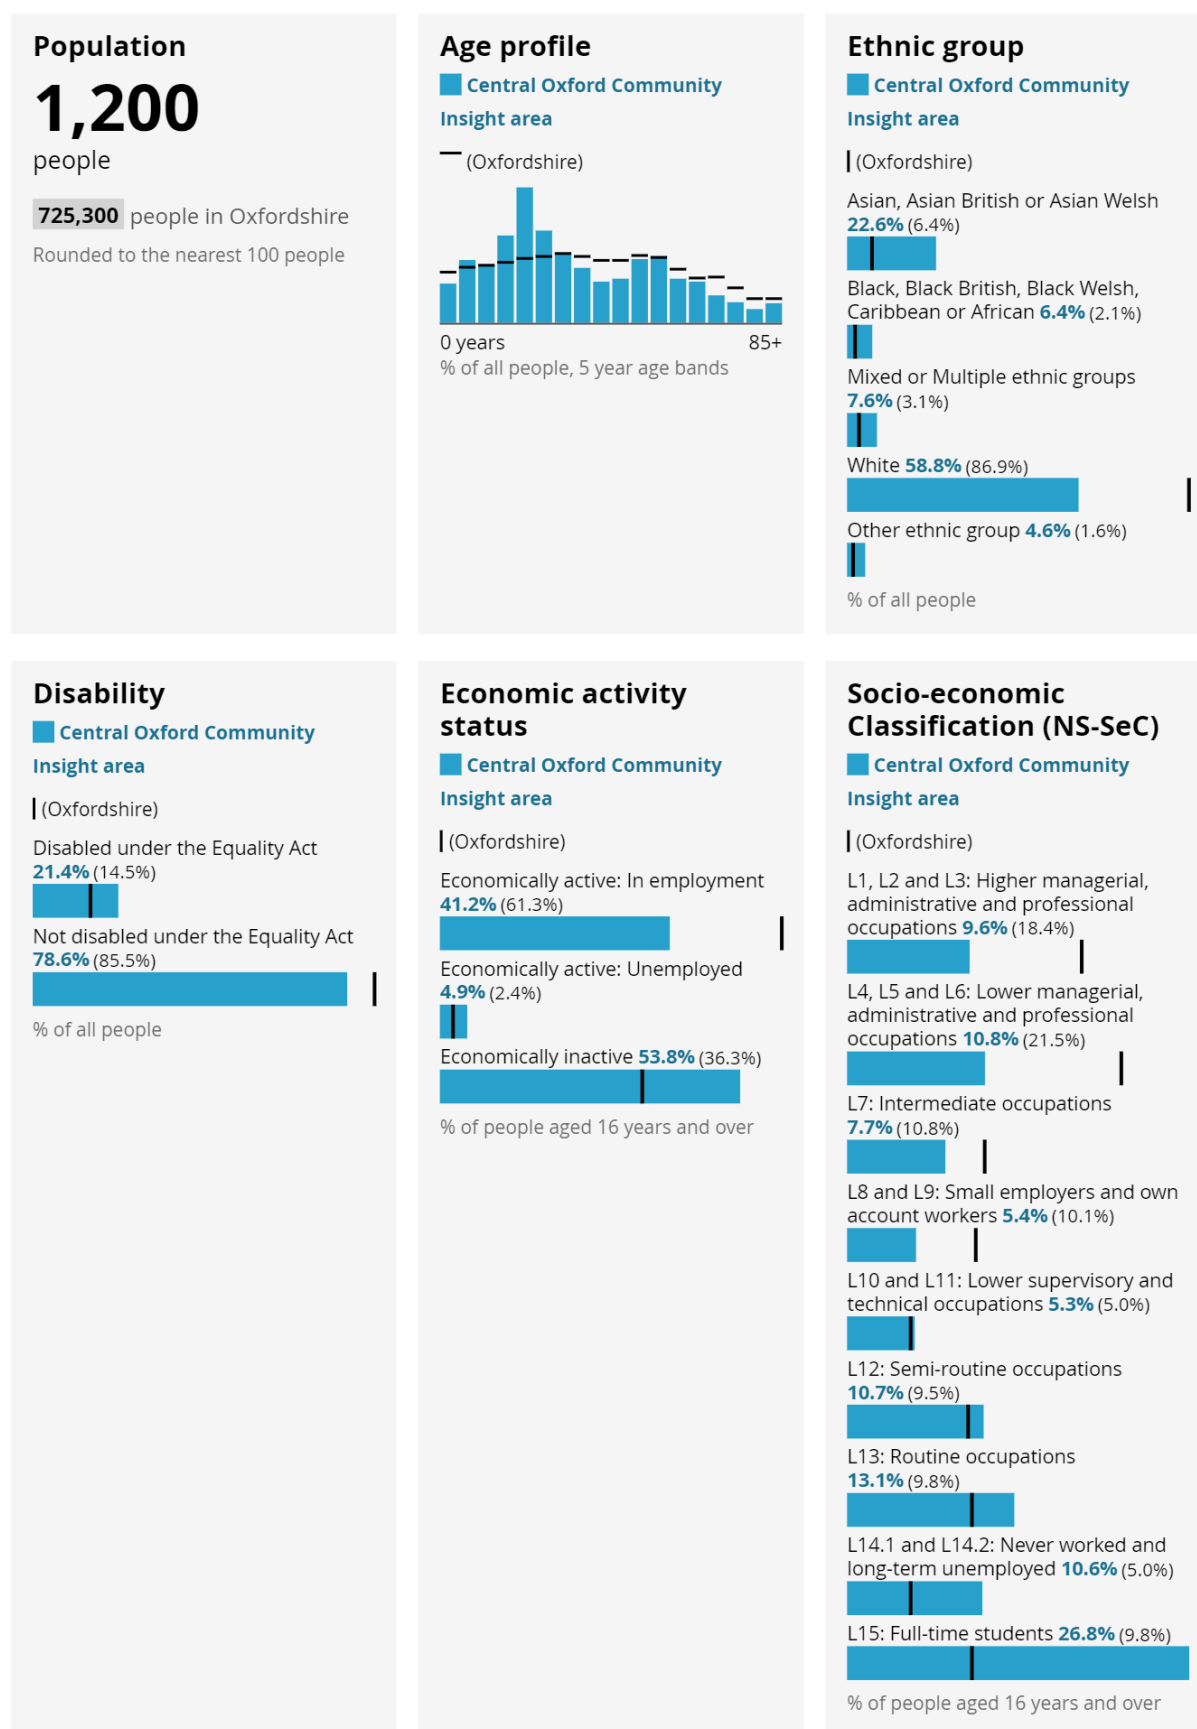 Population
1,200
people
725,300 people in Oxfordshire
Rounded to the nearest 100 people
Age profile
Central Oxford Community
Insight area
(Oxfordshire)
0 years 85+
% of all people, 5 year age bands
Ethnic group
Central Oxford Community
Insight area
(Oxfordshire)
Asian, Asian British or Asian Welsh
22.6% (6.4%)
Black, Black British, Black Welsh,
Caribbean or African 6.4% (2.1%)
Mixed or Multiple ethnic groups
7.6% (3.1%)
White 58.8% (86.9%)
Other ethnic group 4.6% (1.6%)
% of all people
Disability
Central Oxford Community
Insight area
(Oxfordshire)
Disabled under the Equality Act
21.4% (14.5%)
Not disabled under the Equality Act
78.6% (85.5%)
% of all people
Economic activity
status
Central Oxford Community
Insight area
(Oxfordshire)
Economically active: In employment
41.2% (61.3%)
Economically active: Unemployed
4.9% (2.4%)
Economically inactive 53.8% (36.3%)
% of people aged 16 years and over
Socio-economic
Classification (NS-SeC)
Central Oxford Community
Insight area
(Oxfordshire)
L1, L2 and L3: Higher managerial,
administrative and professional
occupations 9.6% (18.4%)
L4, L5 and L6: Lower managerial,
administrative and professional
occupations 10.8% (21.5%)
L7: Intermediate occupations
7.7% (10.8%)
L8 and L9: Small employers and own
account workers 5.4% (10.1%)
L10 and L11: Lower supervisory and
technical occupations 5.3% (5.0%)
L12: Semi-routine occupations
10.7% (9.5%)
L13: Routine occupations
13.1% (9.8%)
L14.1 and L14.2: Never worked and
long-term unemployed 10.6% (5.0%)
L15: Full-time students 26.8% (9.8%)
% of people aged 16 years and over